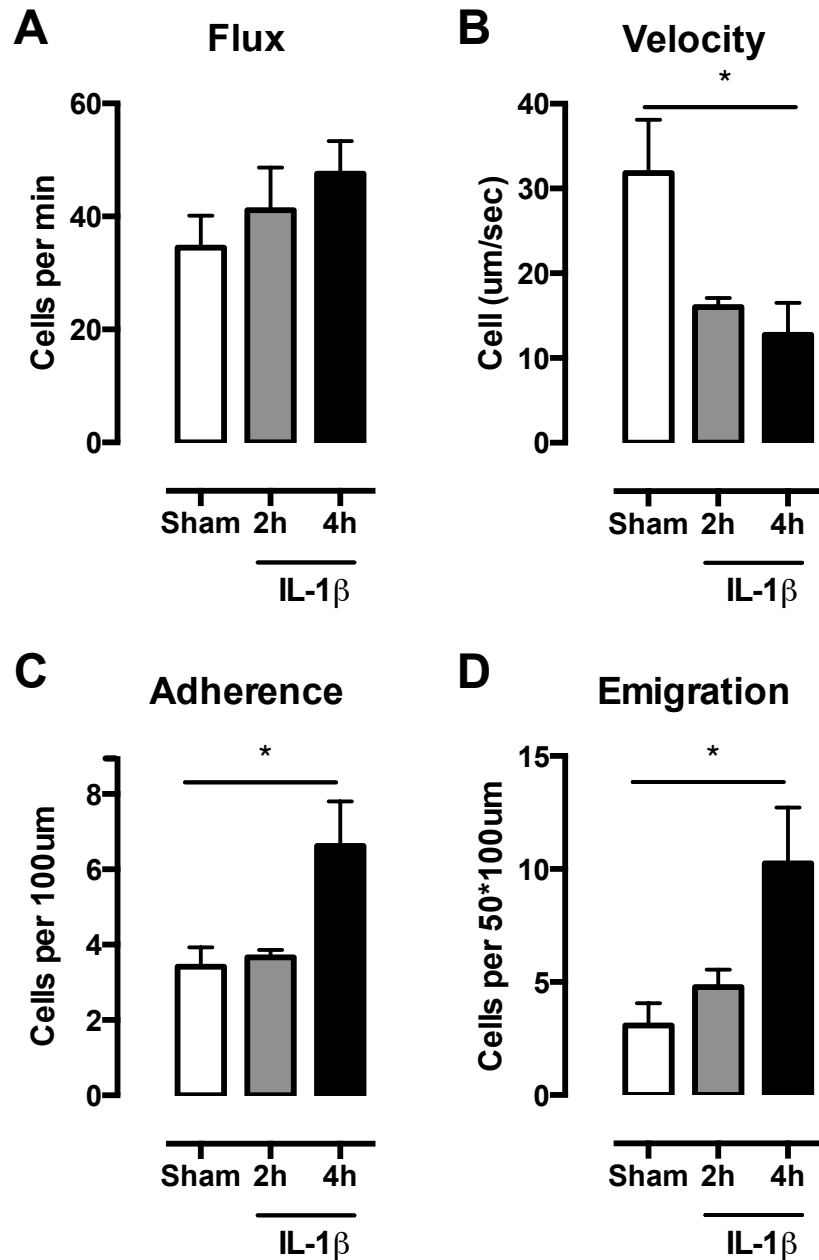 A
Flux
Cells per min
60
40
20
0
Sham 2h 4h
IL-1β
B
Velocity
*
Cell (um/sec)
40
30
20
10
0
Sham 2h 4h
IL-1β
C
Adherence
*
Cells per 100um
8
6
4
2
0
Sham 2h 4h
IL-1β
D
Emigration
*
Cells per 50*100um
15
10
5
0
Sham 2h 4h
IL-1β